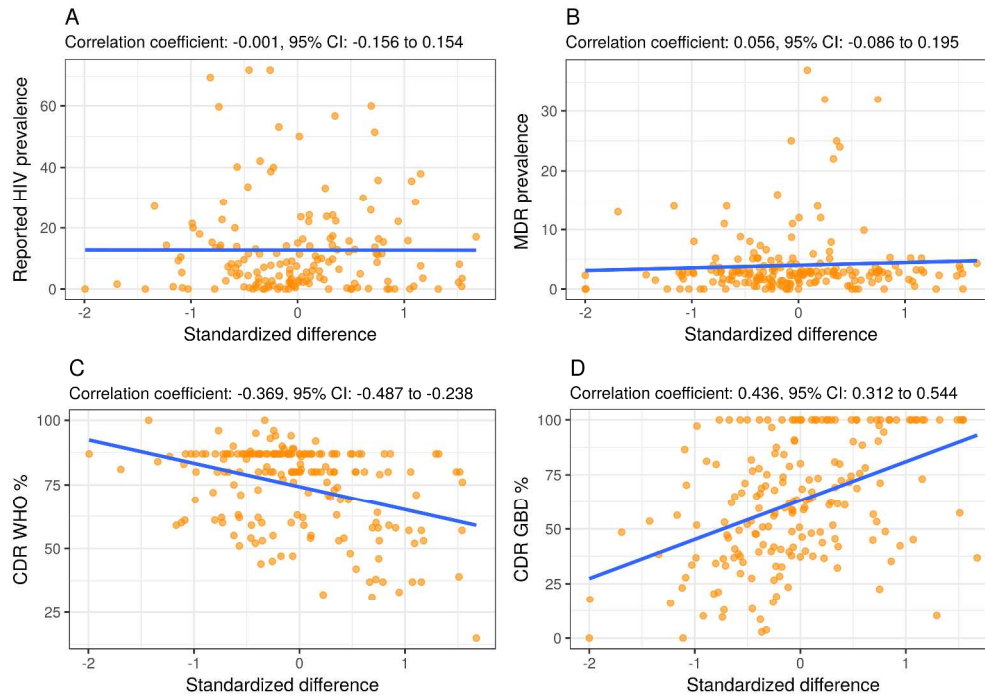 A
Correlation coefficient: -0.001, 95% CI: -0.156 to 0.154
Reported HIV prevalence
60
40
20
0
-2 -1 0 1
Standardized difference
B
Correlation coefficient: 0.056, 95% CI: -0.086 to 0.195
MDR prevalence
30
20
10
0
-2 -1 0 1
Standardized difference
C
Correlation coefficient: -0.369, 95% CI: -0.487 to -0.238
CDR WHO %
100
75
50
25
-2 -1 0 1
Standardized difference
D
Correlation coefficient: 0.436, 95% CI: 0.312 to 0.544
CDR GBD %
100
75
50
25
0
-2 -1 0 1
Standardized difference